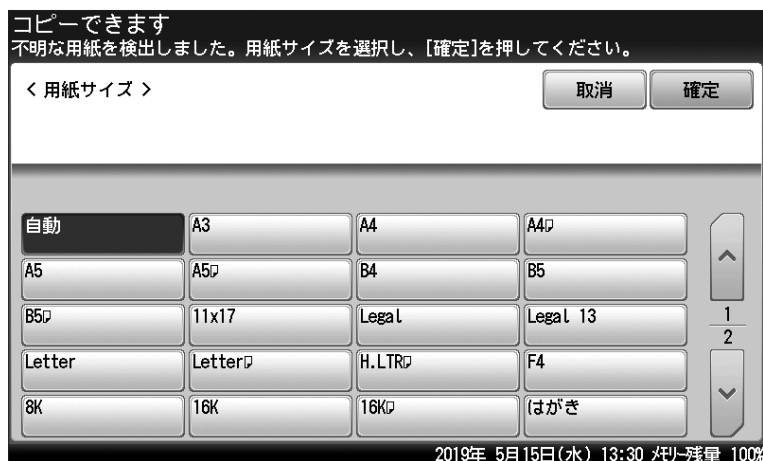 コピーできます
不明な用紙を検出しました。用紙サイズを選択し、[確定]を押してください。
< 用紙サイズ >
取消
確定
自動
A3
A4
A4
A5
A5
B4
B5
B5
11x17
Legal
Legal 13
1
2
Letter
Letter
H.LTR
F4
8K
16K
16K
はがき
2019年 5月15日(水) 13:30 メモリー残量 100%